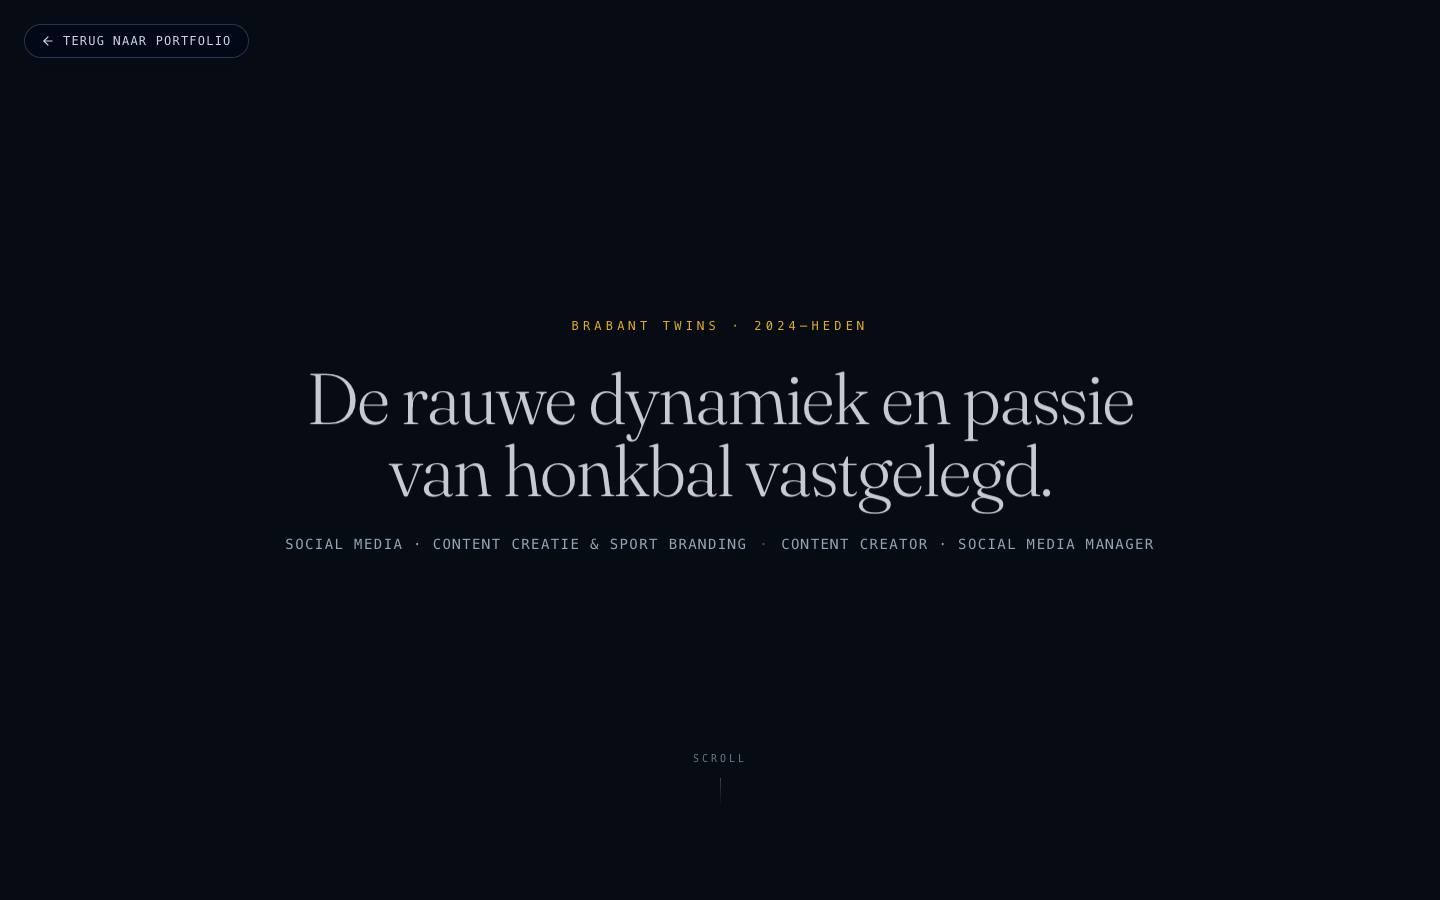 ← TERUG NAAR PORTFOLIO
BRABANT TWINS · 2024—HEDEN
De rauwe dynamiek en passie
van honkbal vastgelegd.
SOCIAL MEDIA · CONTENT CREATIE & SPORT BRANDING · CONTENT CREATOR · SOCIAL MEDIA MANAGER
SCROLL